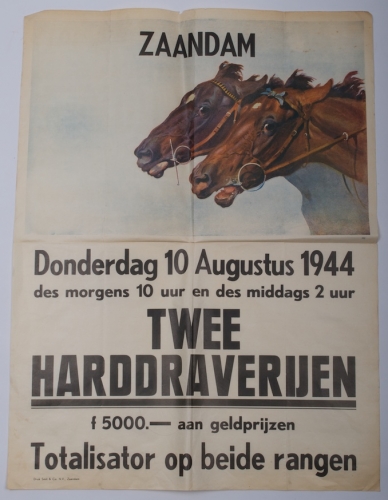 ZAANDAM
Donderdag 10 Augustus 1944
des morgens 10 uur en des middags 2 uur
TWEE
HARDDRAVERIJEN
f 5000.— aan geldprijzen
Totalisator op beide rangen